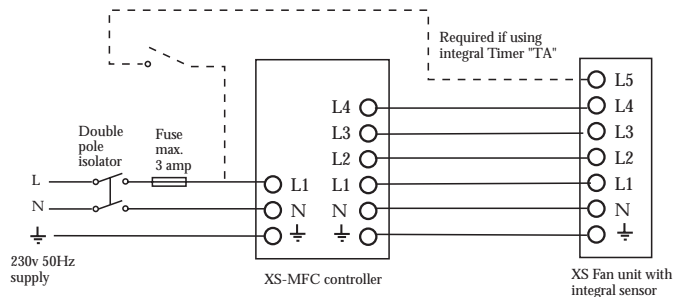 Required if using
integral Timer "TA"
L5
L4 L4
L3 L3
L2 L2
L1 L1 L1
N N N
Double
pole
isolator
Fuse
max.
3 amp
L
N
230v 50Hz
supply
XS-MFC controller
XS Fan unit with
integral sensor